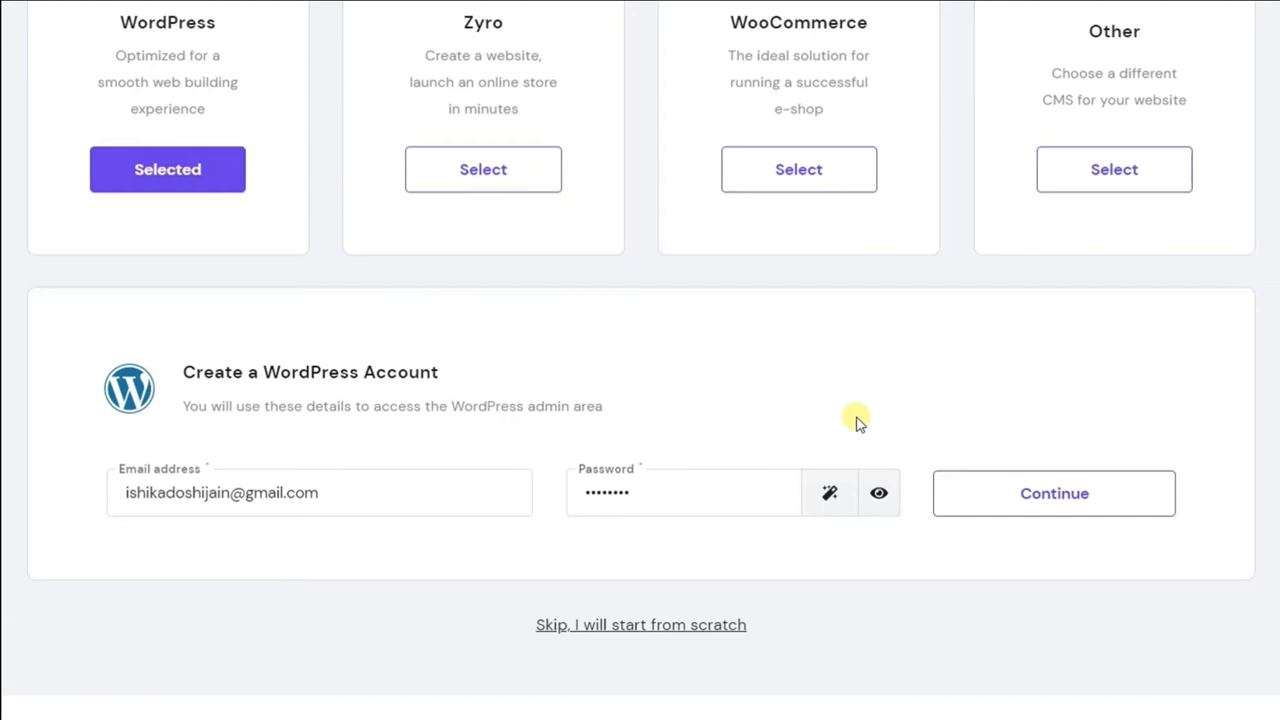 WordPress
Optimized for a
smooth web building
experience
Selected
Zyro
Create a website,
launch an online store
in minutes
Select
WooCommerce
The ideal solution for
running a successful
e-shop
Select
Other
Choose a different
CMS for your website
Select
Create a WordPress Account
You will use these details to access the WordPress admin area
Email address *
ishikadoshijain@gmail.com
Password *
••••••••
Continue
Skip, I will start from scratch